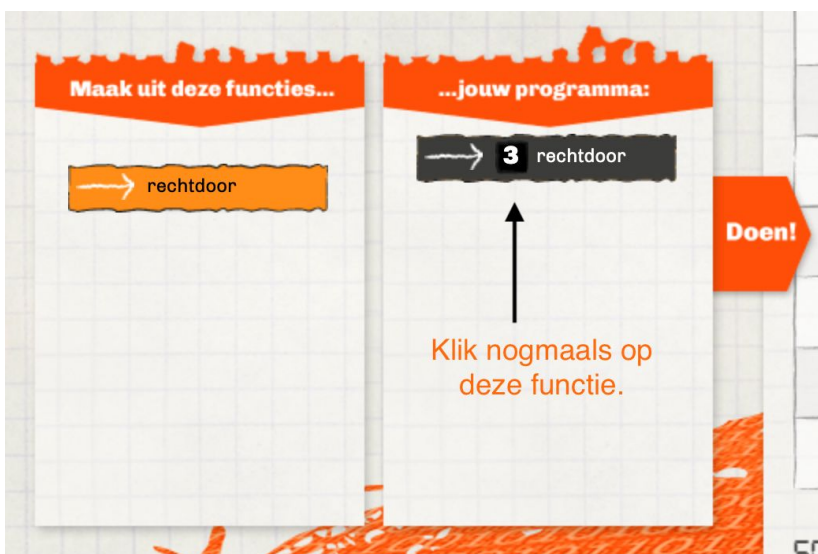 Maak uit deze functies...
...jouw programma:
rechtdoor
3 rechtdoor
Doen!
Klik nogmaals op
deze functie.